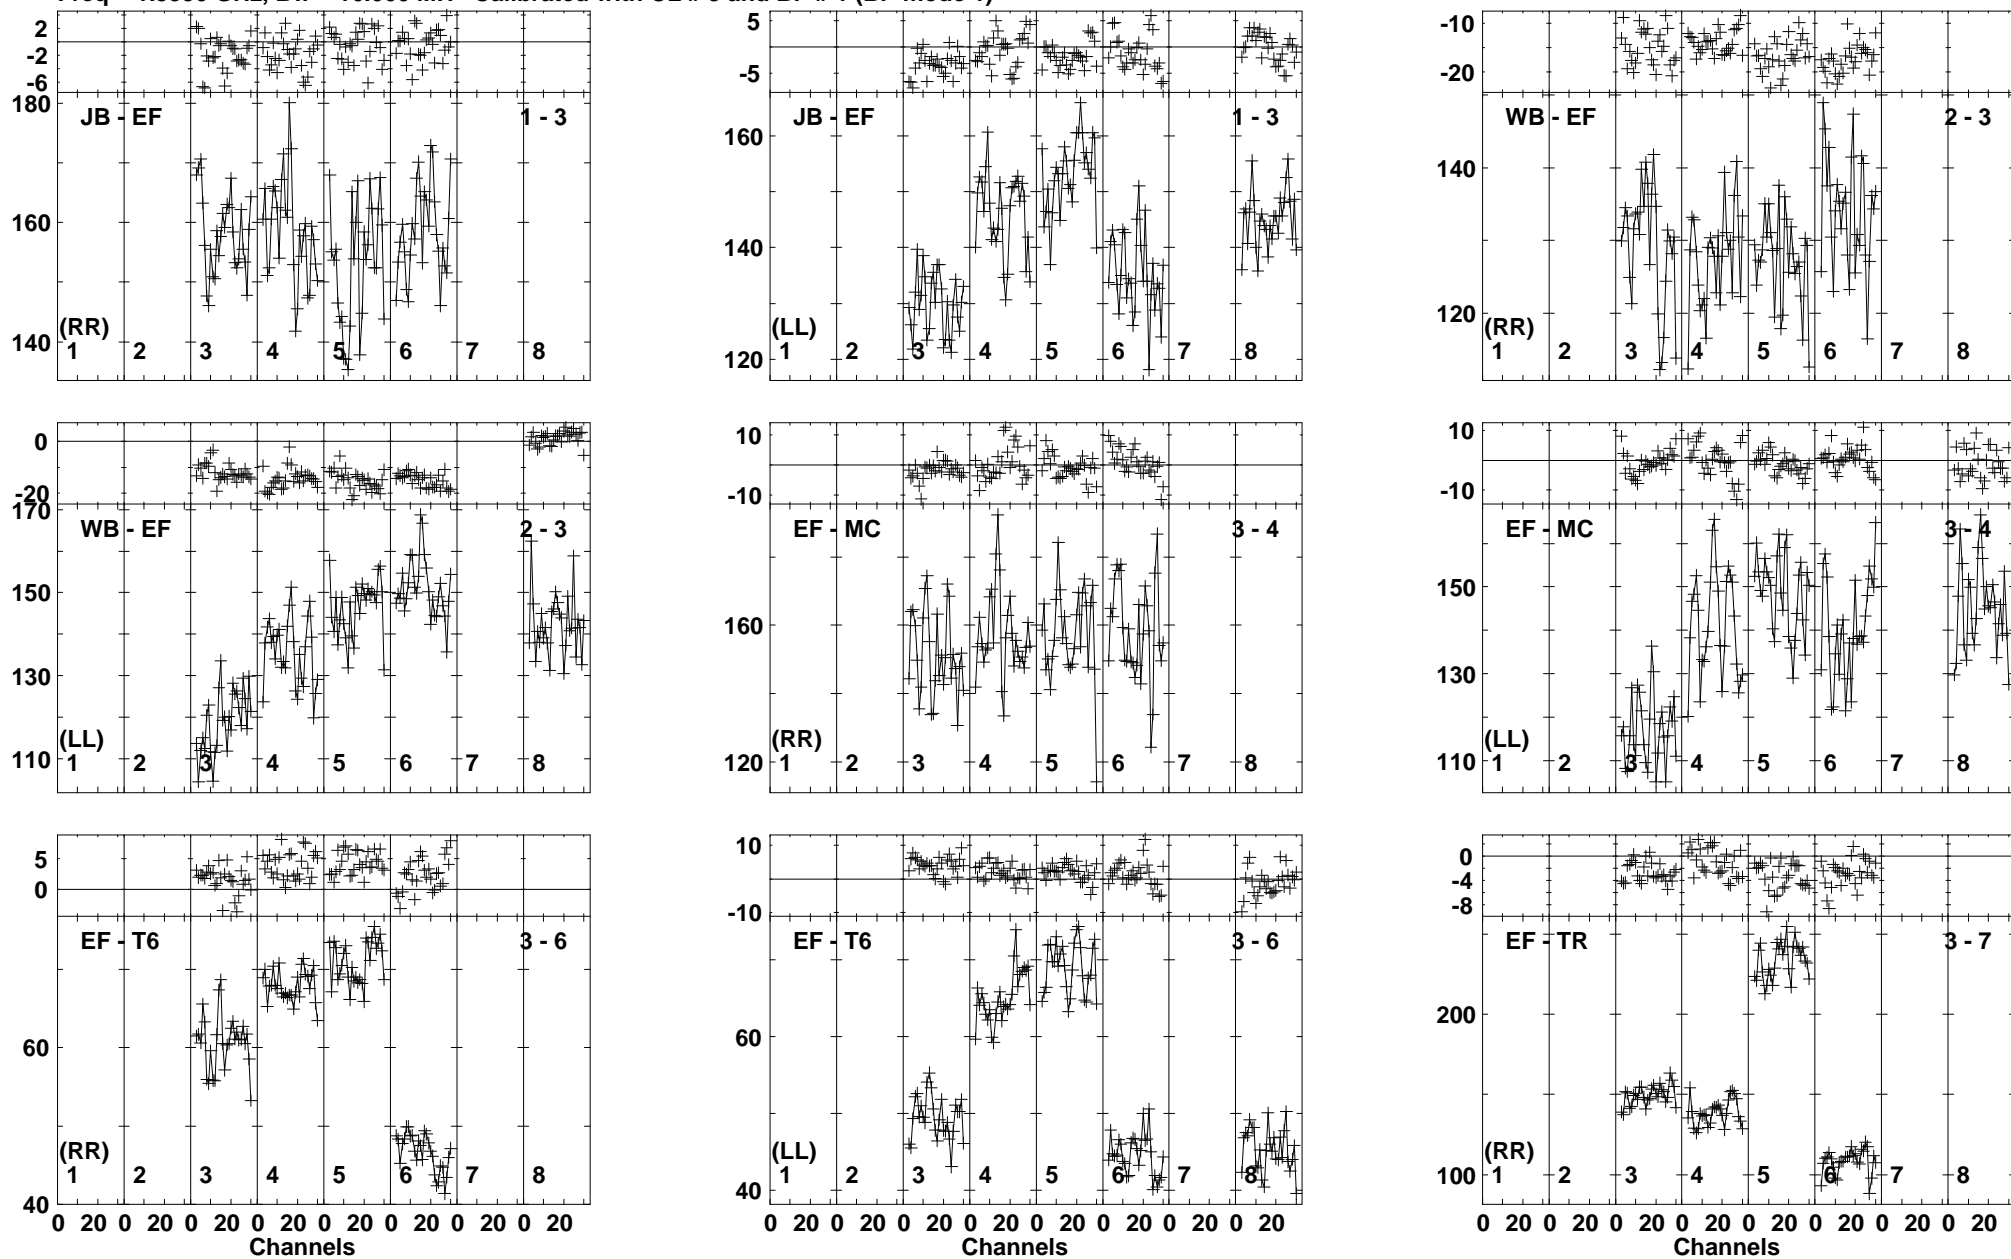 2 -2 -6 5 -5 -10 -20
180 160 140 JB - EF 1 - 3 (RR) 1 2 3 4 5 6 7 8
160 140 120 JB - EF 1 - 3 (LL) 1 2 3 4 5 6 7 8
140 120 WB - EF 2 - 3 (RR) 1 2 3 4 5 6 7 8
0 -20 10 -10 10 -10
170 150 130 110 WB - EF 2 - 3 (LL) 1 2 3 4 5 6 7 8
160 120 EF - MC 3 - 4 (RR) 1 2 3 4 5 6 7 8
150 130 110 EF - MC 3 - 4 (LL) 1 2 3 4 5 6 7 8
5 0 10 -10 0 -4 -8
60 40 EF - T6 3 - 6 (RR) 1 2 3 4 5 6 7 8
60 40 EF - T6 3 - 6 (LL) 1 2 3 4 5 6 7 8
200 100 EF - TR 3 - 7 (RR) 1 2 3 4 5 6 7 8
0 20 0 20 0 20 0 20 0 20 0 20 0 20 0 20
0 20 0 20 0 20 0 20 0 20 0 20 0 20 0 20
0 20 0 20 0 20 0 20 0 20 0 20 0 20 0 20
Channels Channels Channels